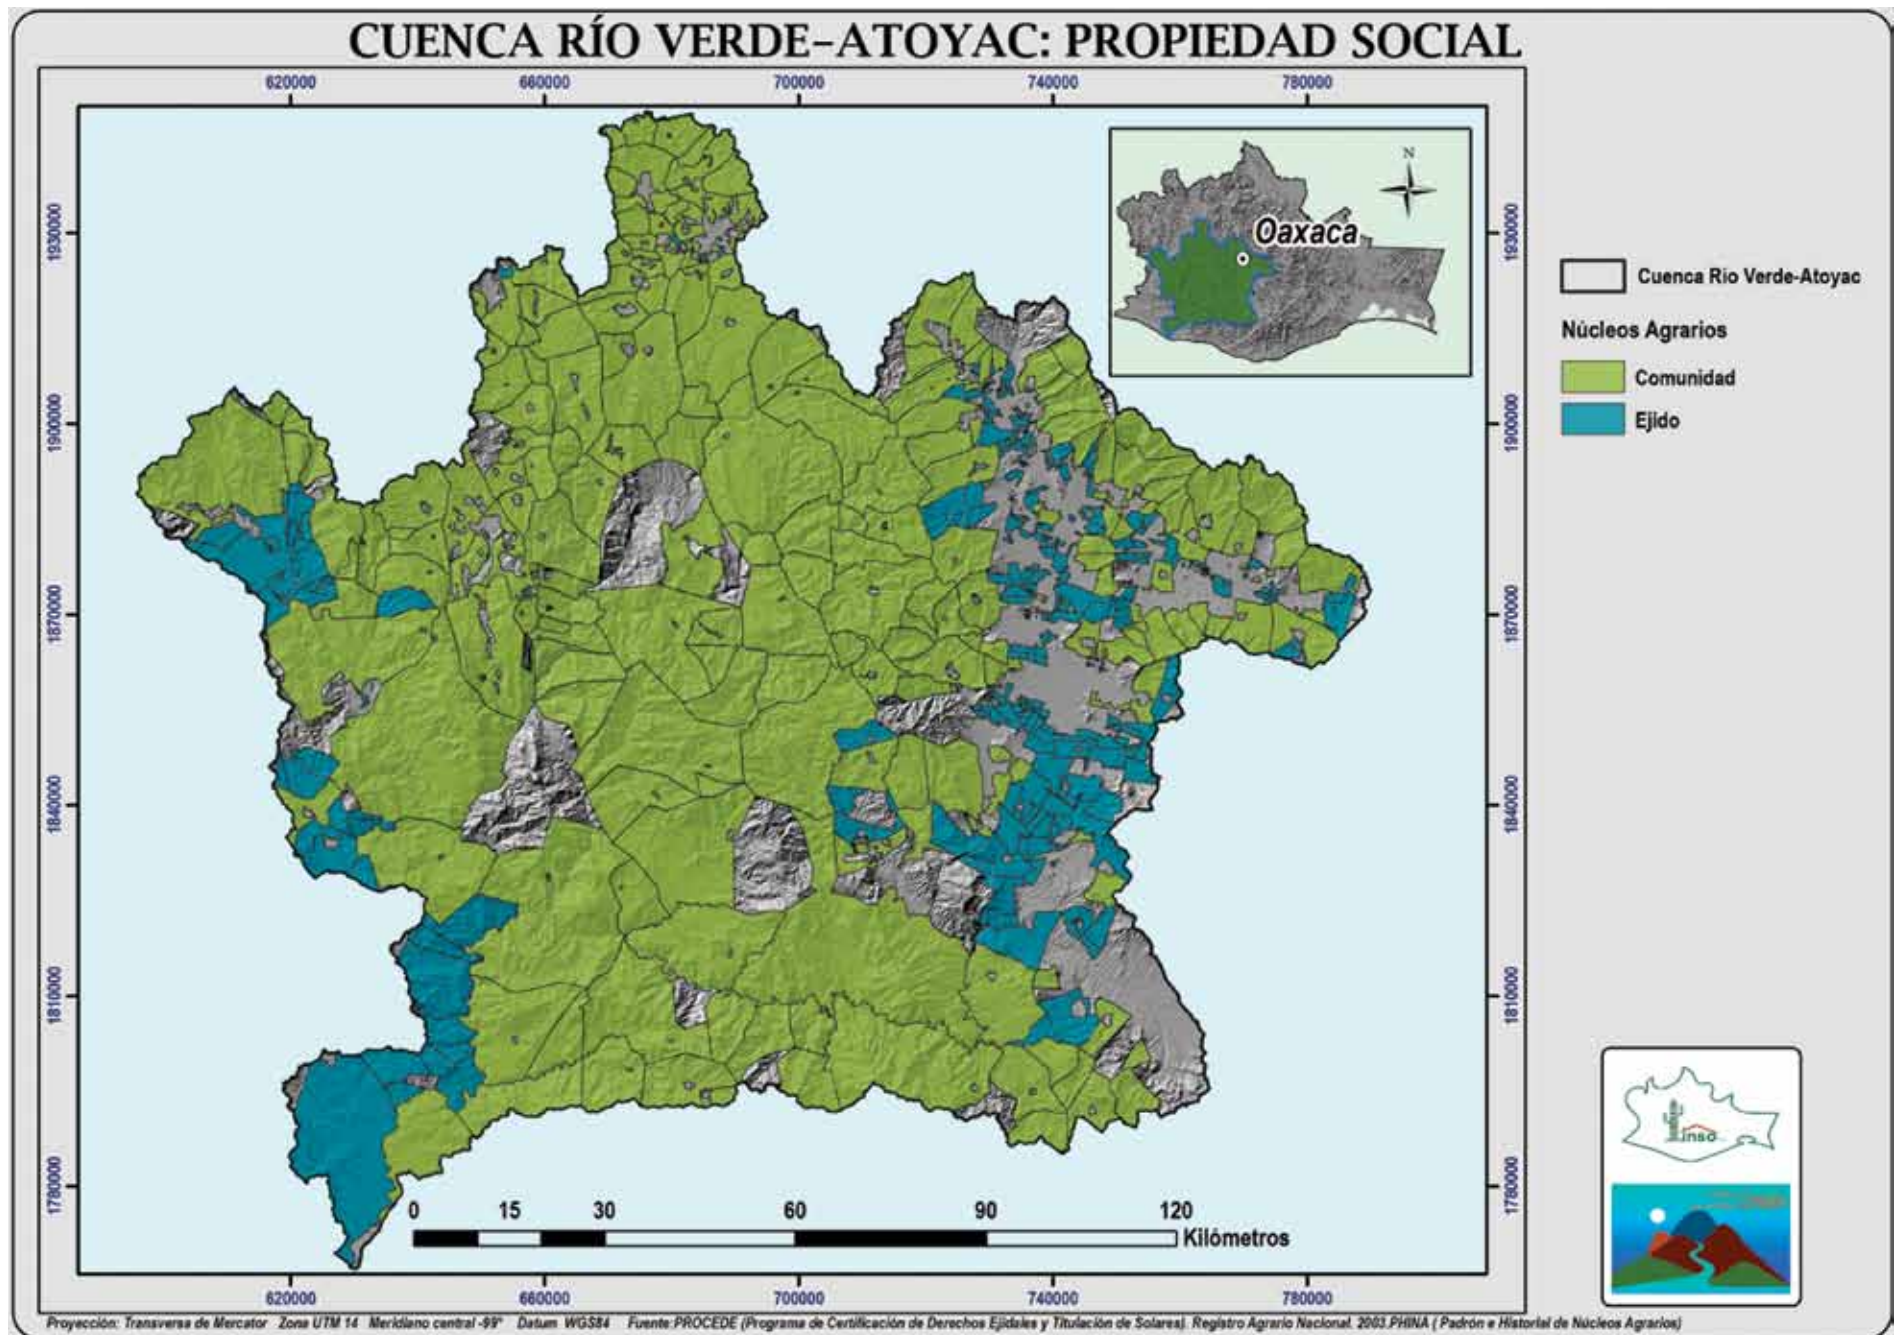 CUENCA RÍO VERDE-ATOYAC: PROPIEDAD SOCIAL
620000 660000 700000 740000 780000
1930000 1930000
1900000 1900000
1870000 1870000
1840000 1840000
1810000 1810000
1780000 1780000
N
Oaxaca
Cuenca Río Verde-Atoyac
Núcleos Agrarios
Comunidad
Ejido
inso
0 15 30 60 90 120
Kilómetros
620000 660000 700000 740000 780000
Proyección: Transversa de Mercator Zona UTM 14 Meridiano central -99° Datum WGS84 Fuente:PROCEDE (Programa de Certificación de Derechos Ejidales y Titulación de Solares). Registro Agrario Nacional. 2003.PHINA ( Padrón e Historial de Núcleos Agrarios)